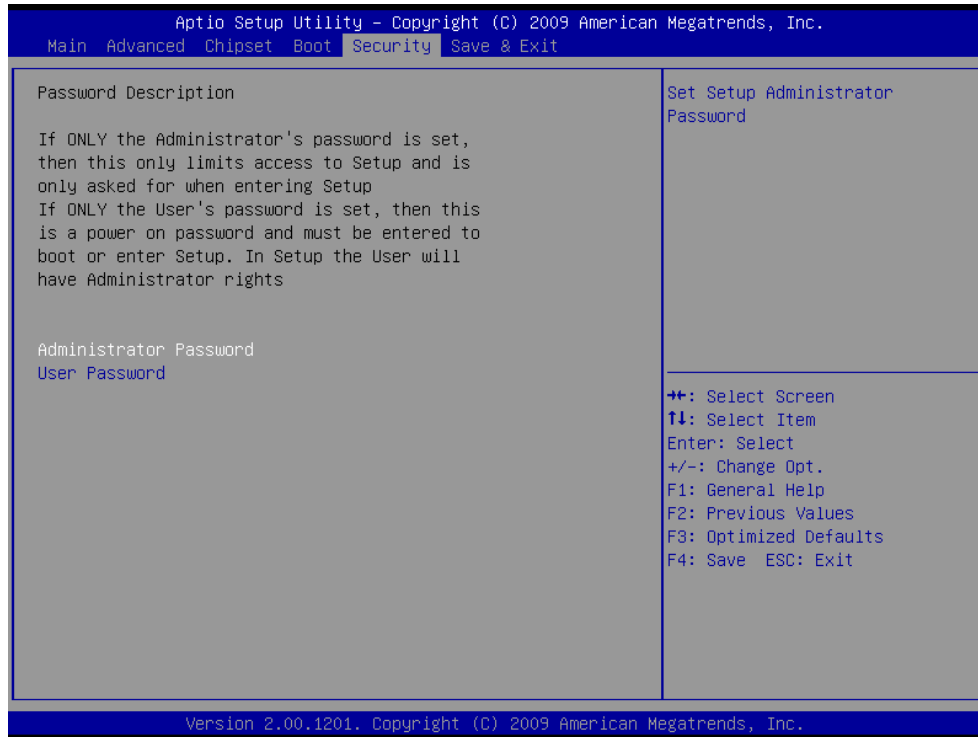 Aptio Setup Utility – Copyright (C) 2009 American Megatrends, Inc.
Main Advanced Chipset Boot Security Save & Exit
Password Description
If ONLY the Administrator's password is set,
then this only limits access to Setup and is
only asked for when entering Setup
If ONLY the User's password is set, then this
is a power on password and must be entered to
boot or enter Setup. In Setup the User will
have Administrator rights
Administrator Password
User Password
Set Setup Administrator
Password
→←: Select Screen
↑↓: Select Item
Enter: Select
+/-: Change Opt.
F1: General Help
F2: Previous Values
F3: Optimized Defaults
F4: Save ESC: Exit
Version 2.00.1201. Copyright (C) 2009 American Megatrends, Inc.